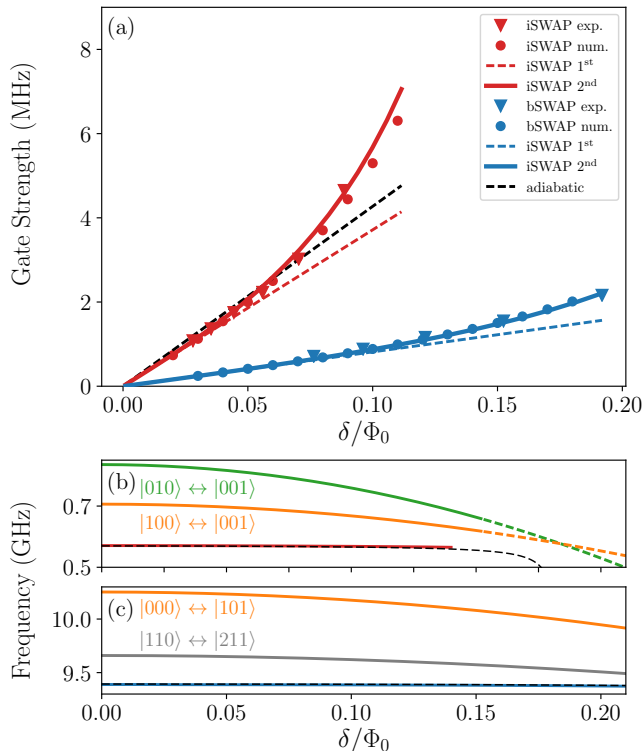 (a)
iSWAP exp.
iSWAP num.
iSWAP 1st
iSWAP 2nd
bSWAP exp.
bSWAP num.
iSWAP 1st
iSWAP 2nd
adiabatic
Gate Strength (MHz)
8
6
4
2
0
0.00 0.05 0.10 0.15 0.20
δ/Φ0
(b)
|010⟩ ↔ |001⟩
|100⟩ ↔ |001⟩
0.7
0.5
Frequency (GHz)
(c)
|000⟩ ↔ |101⟩
|110⟩ ↔ |211⟩
10.0
9.5
0.00 0.05 0.10 0.15 0.20
δ/Φ0